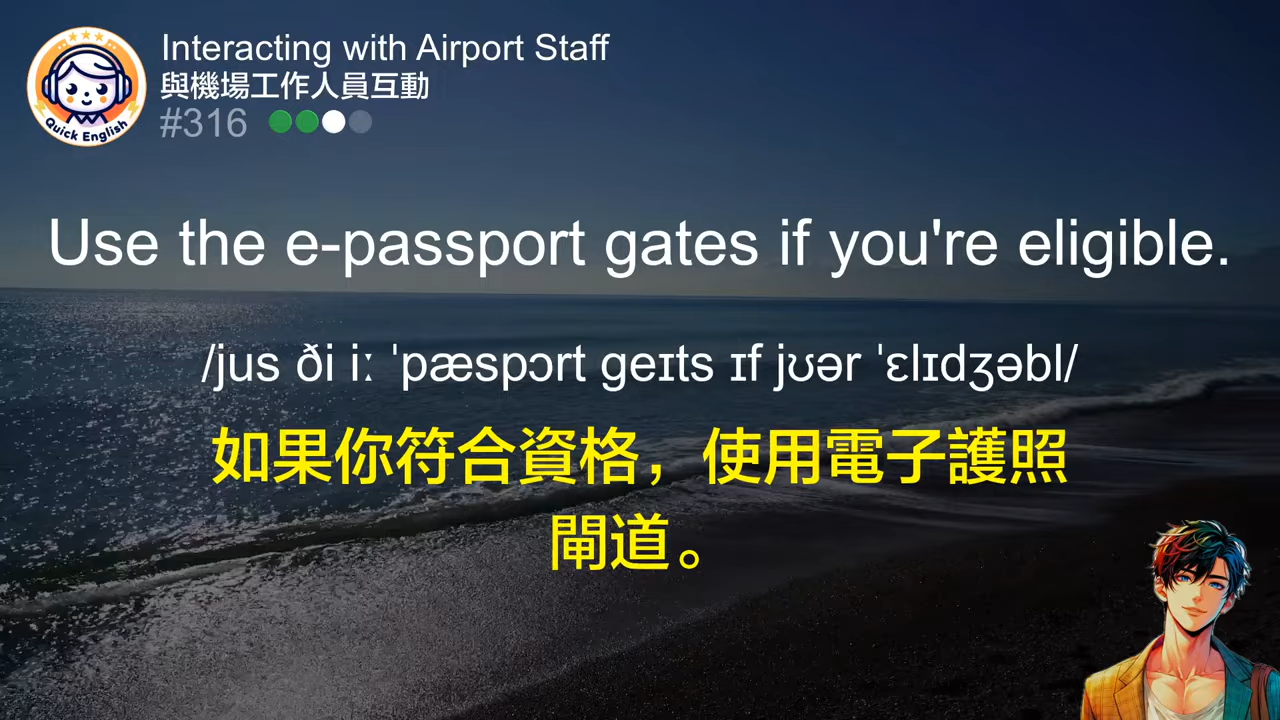 Interacting with Airport Staff
與機場工作人員互動
#316
Quick English
Use the e-passport gates if you're eligible.
/jus ði iː ˈpæspɔrt geɪts ɪf jʊər ˈɛlɪdʒəbl/
如果你符合資格，使用電子護照
閘道。